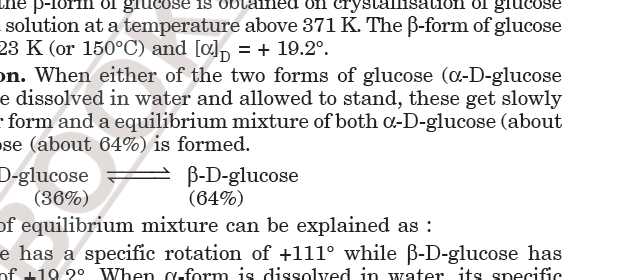 the β-form of glucose is obtained on crystallisation of glucose
solution at a temperature above 371 K. The β-form of glucose
23 K (or 150°C) and [α]D = + 19.2°.
on. When either of the two forms of glucose (α-D-glucose
e dissolved in water and allowed to stand, these get slowly
r form and a equilibrium mixture of both α-D-glucose (about
ose (about 64%) is formed.
D-glucose ⇌ β-D-glucose
(36%) (64%)
of equilibrium mixture can be explained as :
e has a specific rotation of +111° while β-D-glucose has
of +19.2°. When α-form is dissolved in water, its specific